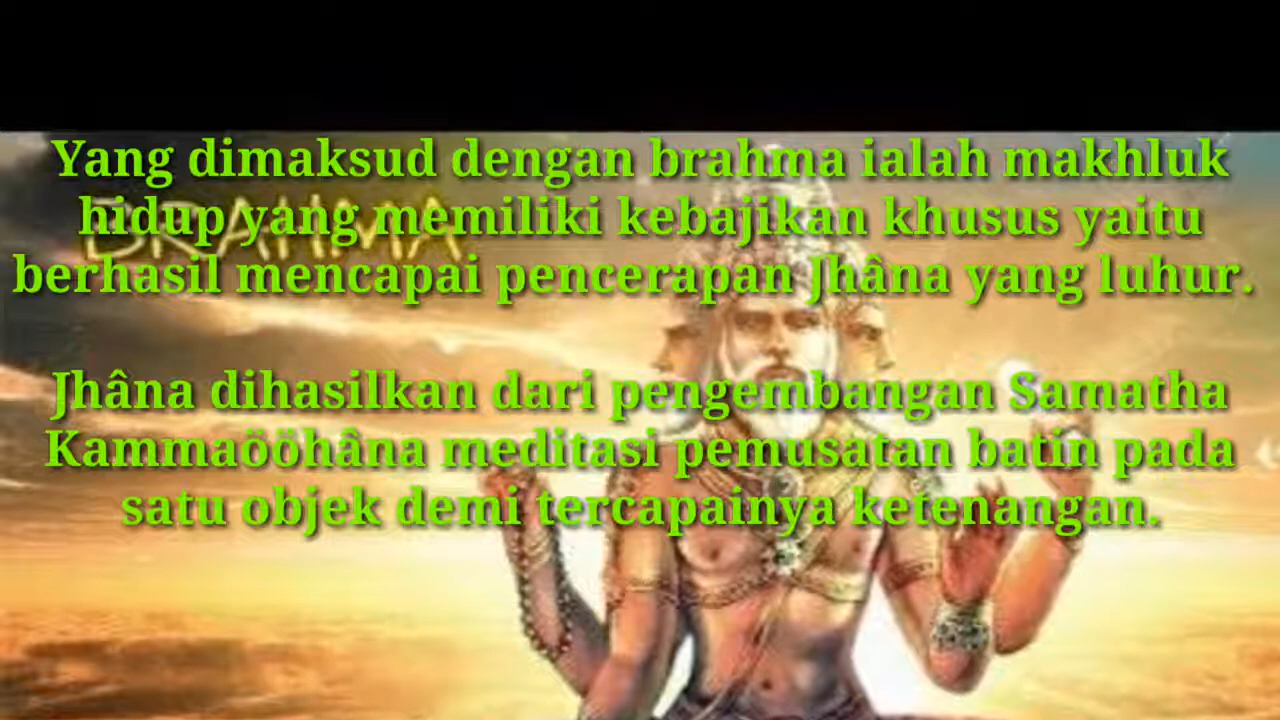 Yang dimaksud dengan brahma ialah makhluk
hidup yang memiliki kebajikan khusus yaitu
BRAHMA
berhasil mencapai pencerapan Jhâna yang luhur.
Jhâna dihasilkan dari pengembangan Samatha
Kammaööhâna meditasi pemusatan batin pada
satu objek demi tercapainya ketenangan.